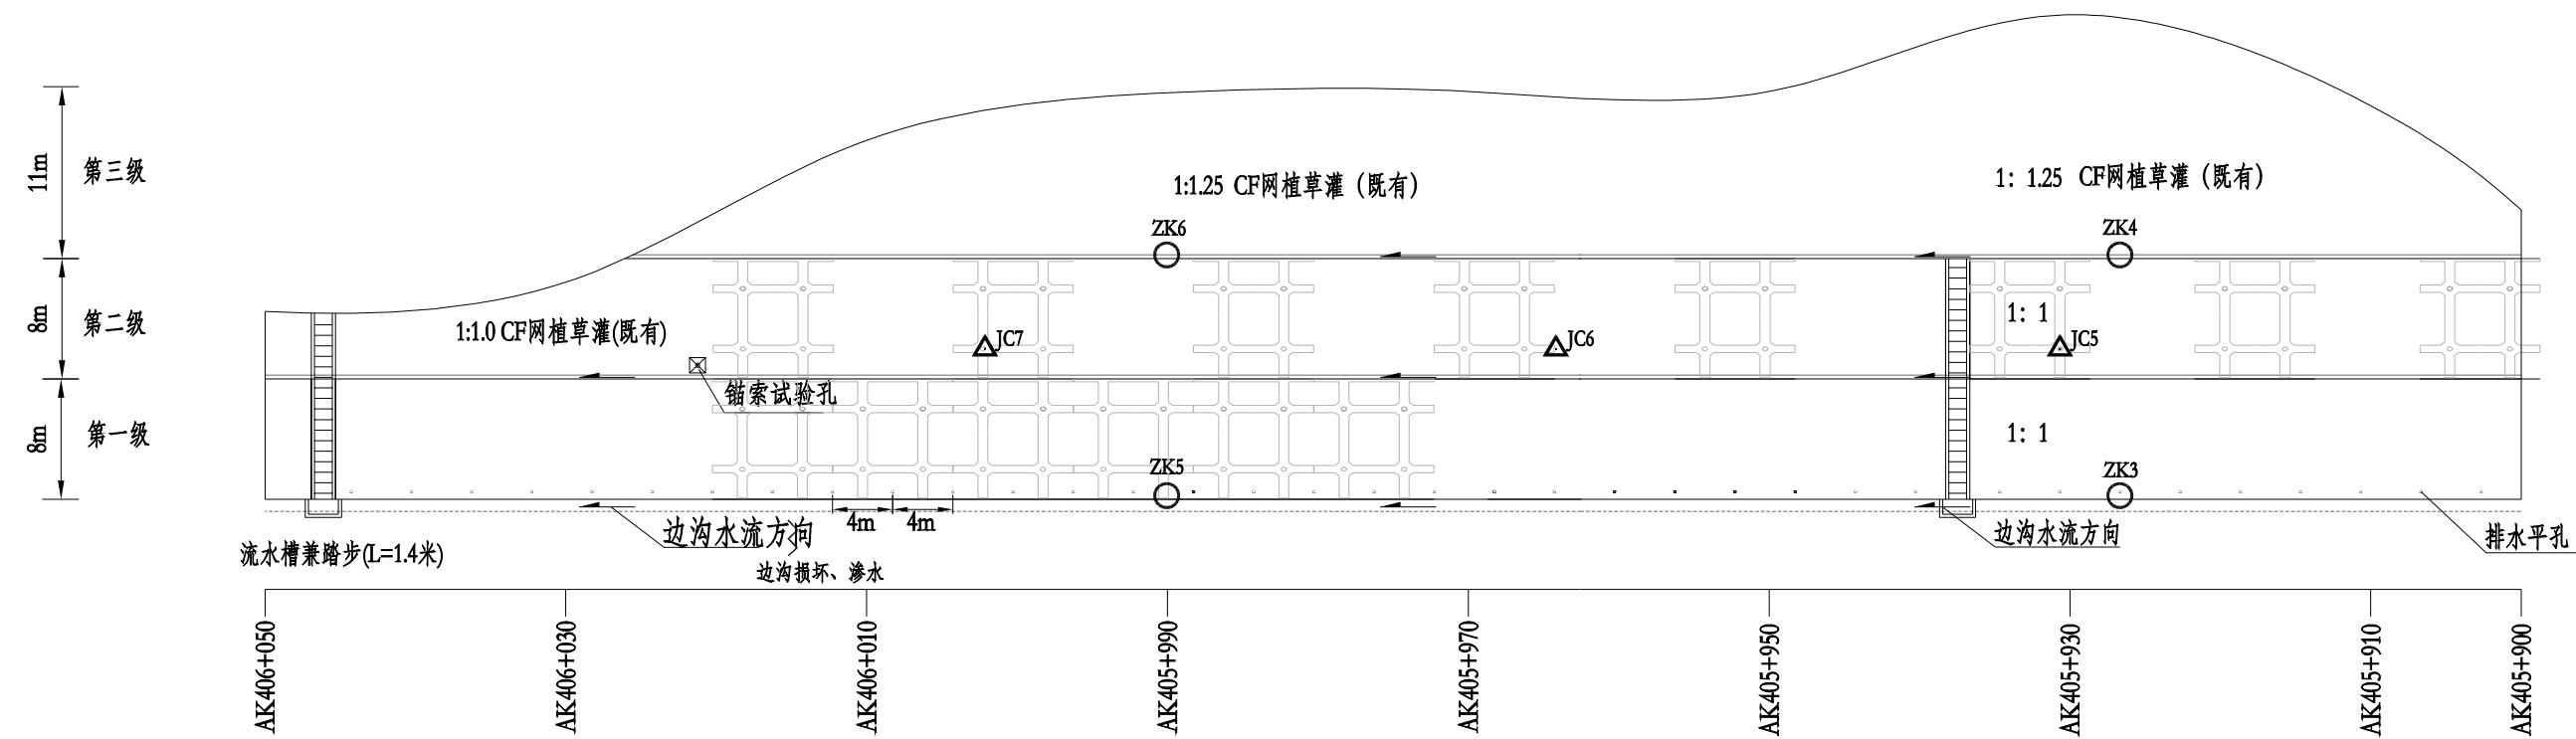 1:1.25 CF网植草灌（既有）
1：1.25 CF网植草灌（既有）
11m
第三级
ZK6
ZK4
8m
第二级
1:1.0 CF网植草灌(既有)
JC7
JC6
1：1
JC5
锚索试验孔
8m
第一级
1：1
ZK5
ZK3
4m
4m
边沟水流方向
边沟水流方向
排水平孔
流水槽兼踏步(L=1.4米)
边沟损坏、渗水
AK406+050
AK406+030
AK406+010
AK405+990
AK405+970
AK405+950
AK405+930
AK405+910
AK405+900